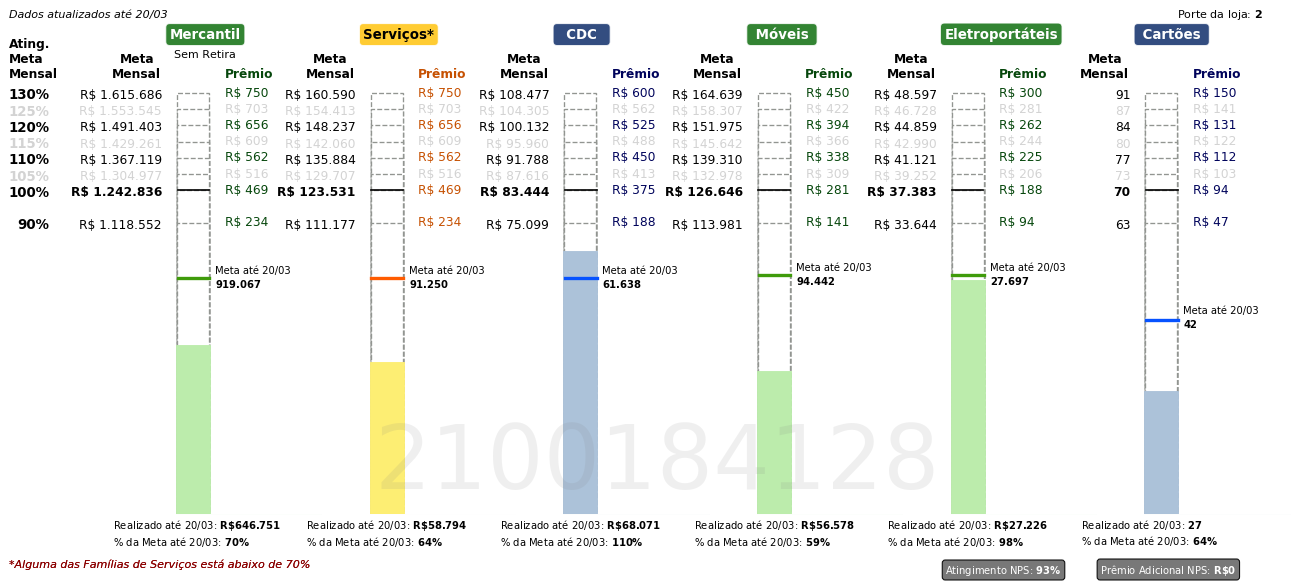 Dados atualizados até 20/03
Porte da loja: 2
Mercantil Serviços* CDC Móveis Eletroportáteis Cartões
Sem Retira
Ating. Meta Mensal
Meta Mensal Prêmio Meta Mensal Prêmio Meta Mensal Prêmio Meta Mensal Prêmio Meta Mensal Prêmio Meta Mensal Prêmio
130% R$ 1.615.686 R$ 750 R$ 160.590 R$ 750 R$ 108.477 R$ 600 R$ 164.639 R$ 450 R$ 48.597 R$ 300 91 R$ 150
125% R$ 1.553.545 R$ 703 R$ 154.413 R$ 703 R$ 104.305 R$ 562 R$ 158.307 R$ 422 R$ 46.728 R$ 281 87 R$ 141
120% R$ 1.491.403 R$ 656 R$ 148.237 R$ 656 R$ 100.132 R$ 525 R$ 151.975 R$ 394 R$ 44.859 R$ 262 84 R$ 131
115% R$ 1.429.261 R$ 609 R$ 142.060 R$ 609 R$ 95.960 R$ 488 R$ 145.642 R$ 366 R$ 42.990 R$ 244 80 R$ 122
110% R$ 1.367.119 R$ 562 R$ 135.884 R$ 562 R$ 91.788 R$ 450 R$ 139.310 R$ 338 R$ 41.121 R$ 225 77 R$ 112
105% R$ 1.304.977 R$ 516 R$ 129.707 R$ 516 R$ 87.616 R$ 413 R$ 132.978 R$ 309 R$ 39.252 R$ 206 73 R$ 103
100% R$ 1.242.836 R$ 469 R$ 123.531 R$ 469 R$ 83.444 R$ 375 R$ 126.646 R$ 281 R$ 37.383 R$ 188 70 R$ 94
90% R$ 1.118.552 R$ 234 R$ 111.177 R$ 234 R$ 75.099 R$ 188 R$ 113.981 R$ 141 R$ 33.644 R$ 94 63 R$ 47
Meta até 20/03 Meta até 20/03 Meta até 20/03 Meta até 20/03 Meta até 20/03 Meta até 20/03
919.067 91.250 61.638 94.442 27.697 42
2100184128
Realizado até 20/03: R$646.751 Realizado até 20/03: R$58.794 Realizado até 20/03: R$68.071 Realizado até 20/03: R$56.578 Realizado até 20/03: R$27.226 Realizado até 20/03: 27
% da Meta até 20/03: 70% % da Meta até 20/03: 64% % da Meta até 20/03: 110% % da Meta até 20/03: 59% % da Meta até 20/03: 98% % da Meta até 20/03: 64%
*Alguma das Famílias de Serviços está abaixo de 70%
Atingimento NPS: 93% Prêmio Adicional NPS: R$0